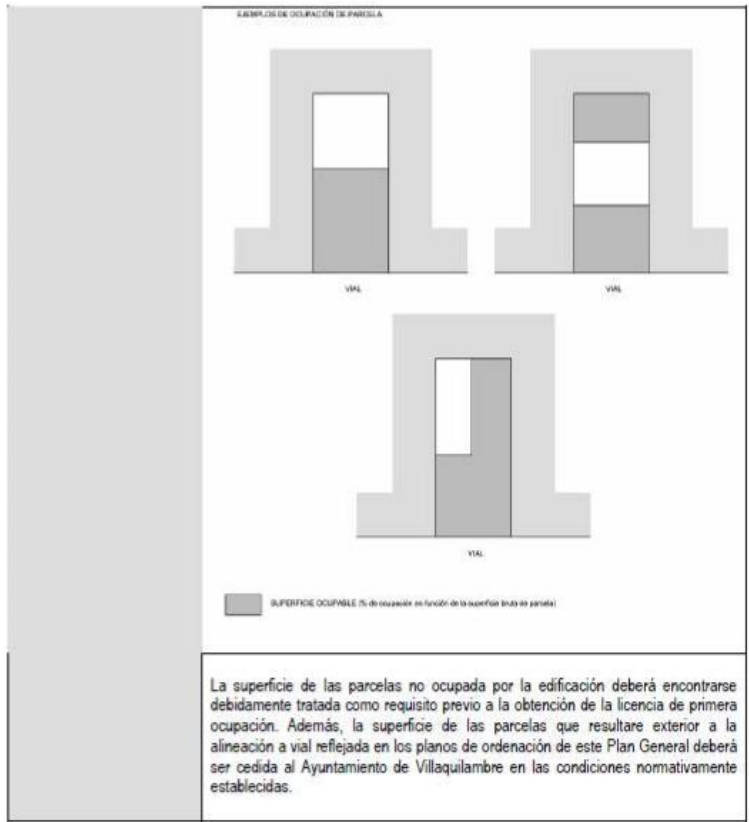 EJEMPLOS DE OCUPACIÓN DE PARCELA
VIAL
VIAL
VIAL
SUPERFICIE OCUPABLE (% de ocupación en función de la superficie bruta de parcela)
La superficie de las parcelas no ocupada por la edificación deberá encontrarse
debidamente tratada como requisito previo a la obtención de la licencia de primera
ocupación. Además, la superficie de las parcelas que resultare exterior a la
alineación a vial reflejada en los planos de ordenación de este Plan General deberá
ser cedida al Ayuntamiento de Villaquilambre en las condiciones normativamente
establecidas.